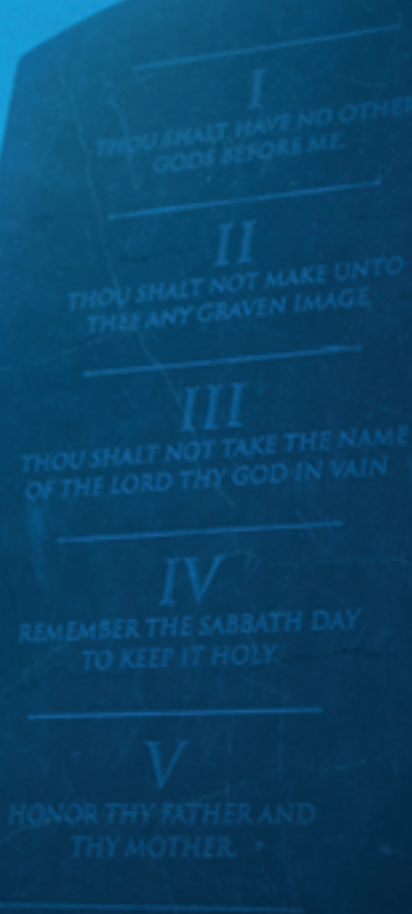 I
THOU SHALT HAVE NO OTHER
GODS BEFORE ME.
II
THOU SHALT NOT MAKE UNTO
THEE ANY GRAVEN IMAGE
III
THOU SHALT NOT TAKE THE NAME
OF THE LORD THY GOD IN VAIN.
IV
REMEMBER THE SABBATH DAY
TO KEEP IT HOLY
V
HONOR THY FATHER AND
THY MOTHER.